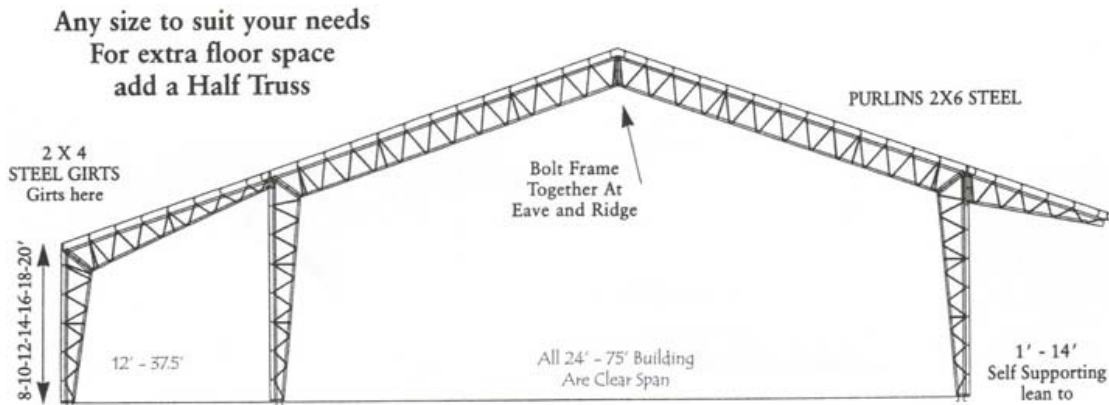 Any size to suit your needs
For extra floor space
add a Half Truss
PURLINS 2X6 STEEL
2 X 4
STEEL GIRTS
Girts here
Bolt Frame
Together At
Eave and Ridge
8-10-12-14-16-18-20'
12' - 37.5'
All 24' - 75' Building
Are Clear Span
1' - 14'
Self Supporting
lean to